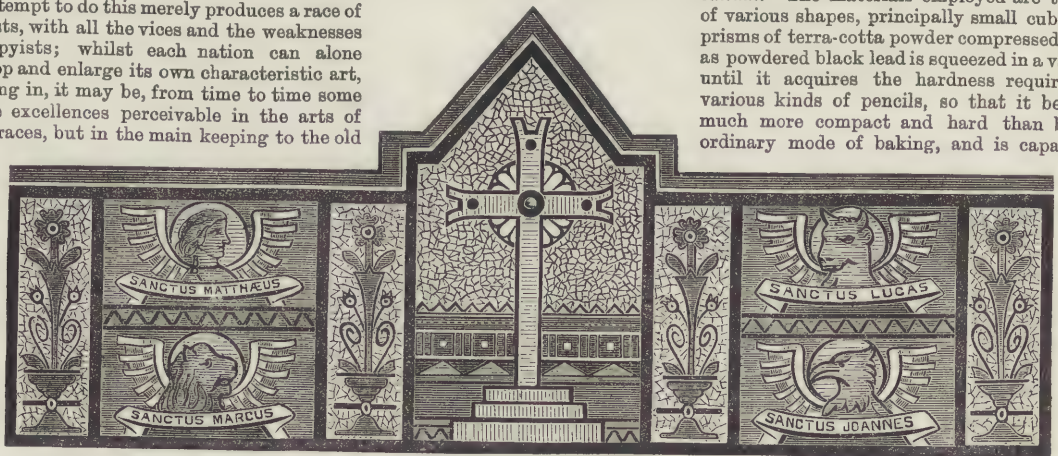 tempt to do this merely produces a race of
sts, with all the vices and the weaknesses
pyists; whilst each nation can alone
op and enlarge its own characteristic art,
ng in, it may be, from time to time some
excellences perceivable in the arts of
races, but in the main keeping to the old
of various shapes, principally small cub
prisms of terra-cotta powder compressed
as powdered black lead is squeezed in a v
until it acquires the hardness requir
various kinds of pencils, so that it be
much more compact and hard than b
ordinary mode of baking, and is capa
SANCTUS MATTHÆUS
SANCTUS MARCUS
SANCTUS LUCAS
SANCTUS JOANNES